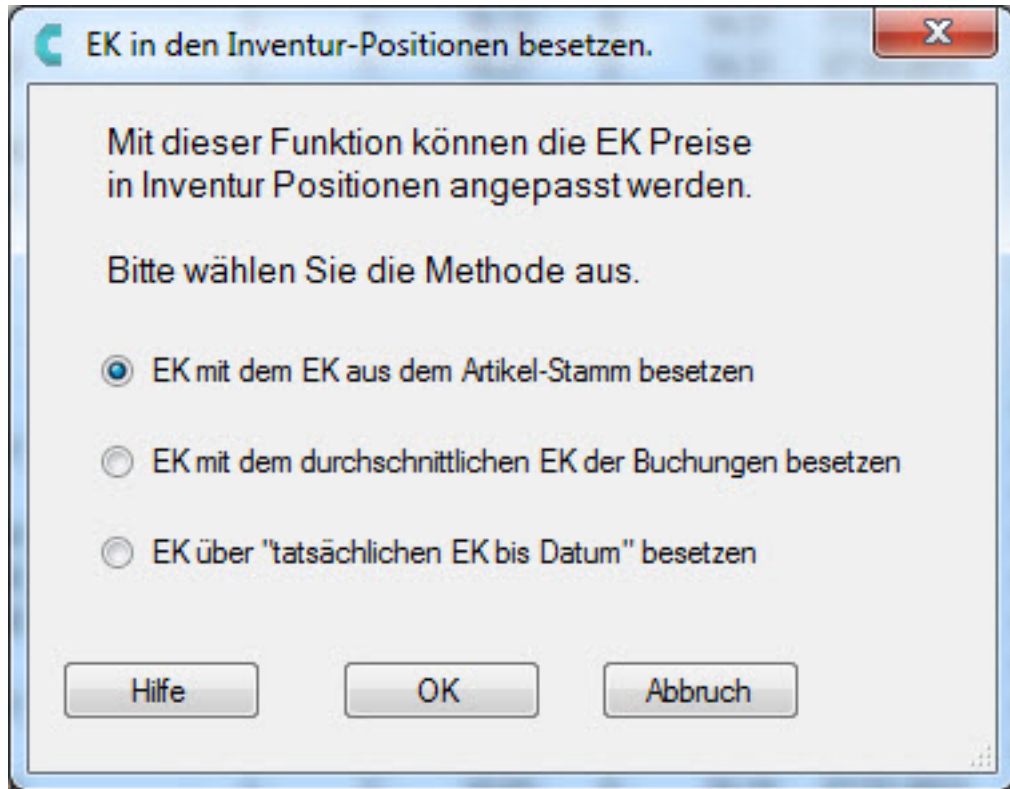 EK in den Inventur-Positionen besetzen.
Mit dieser Funktion können die EK Preise
in Inventur Positionen angepasst werden.
Bitte wählen Sie die Methode aus.
EK mit dem EK aus dem Artikel-Stamm besetzen
EK mit dem durchschnittlichen EK der Buchungen besetzen
EK über "tatsächlichen EK bis Datum" besetzen
Hilfe OK Abbruch